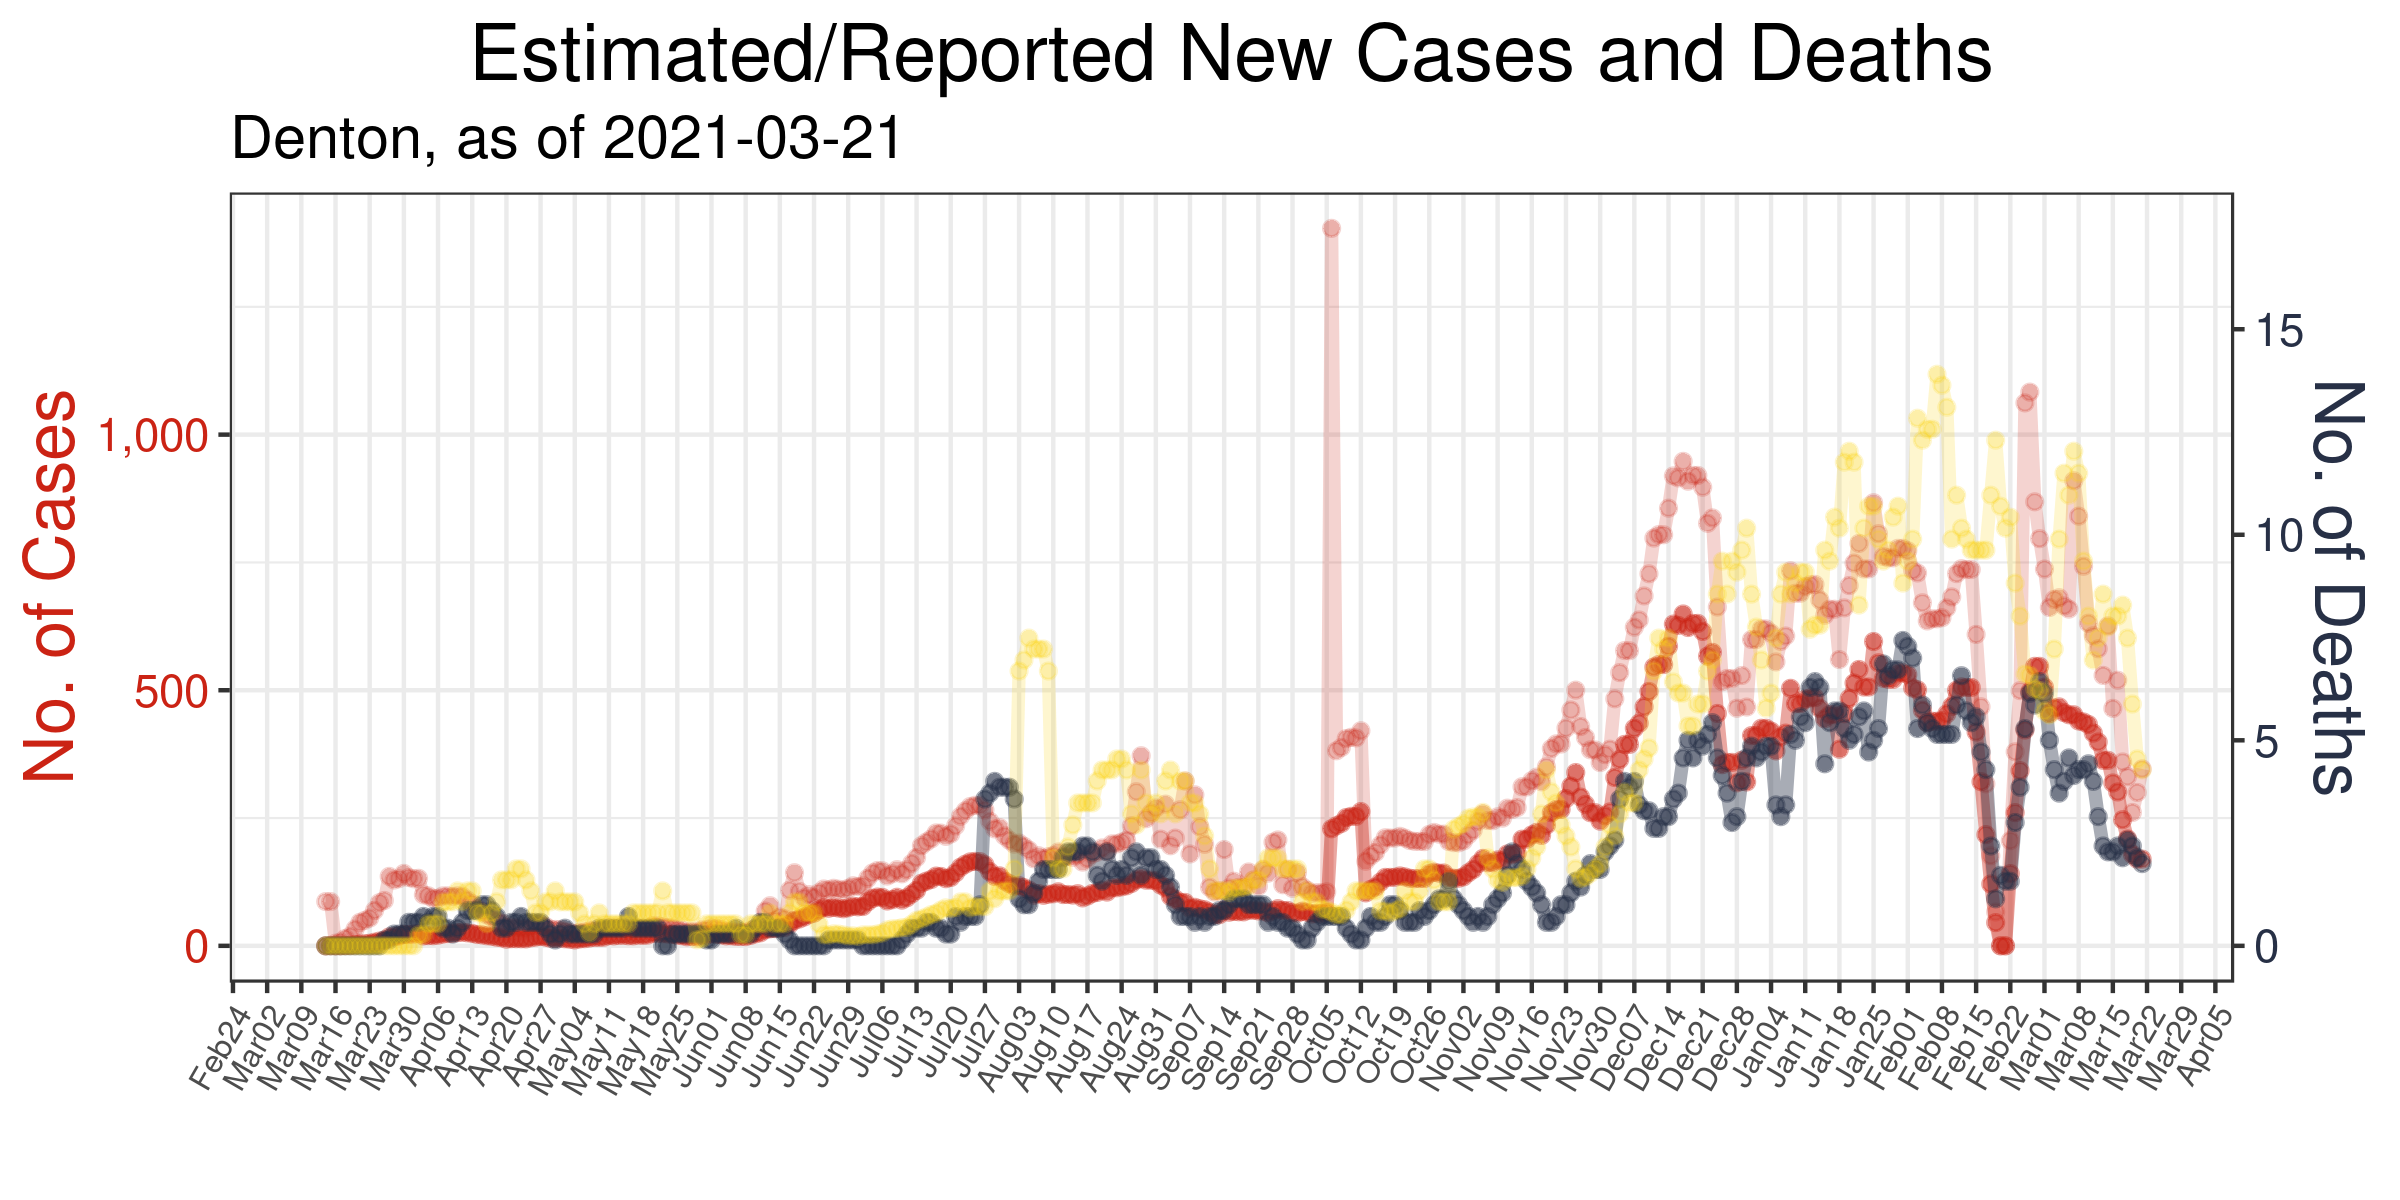 Estimated/Reported New Cases and Deaths
Denton, as of 2021-03-21
No. of Cases
1,000
500
0
15
10
5
0
No. of Deaths
Feb24 Mar02 Mar09 Mar16 Mar23 Mar30 Apr06 Apr13 Apr20 Apr27 May04 May11 May18 May25 Jun01 Jun08 Jun15 Jun22 Jun29 Jul06 Jul13 Jul20 Jul27 Aug03 Aug10 Aug17 Aug24 Aug31 Sep07 Sep14 Sep21 Sep28 Oct05 Oct12 Oct19 Oct26 Nov02 Nov09 Nov16 Nov23 Nov30 Dec07 Dec14 Dec21 Dec28 Jan04 Jan11 Jan18 Jan25 Feb01 Feb08 Feb15 Feb22 Mar01 Mar08 Mar15 Mar22 Mar29 Apr05